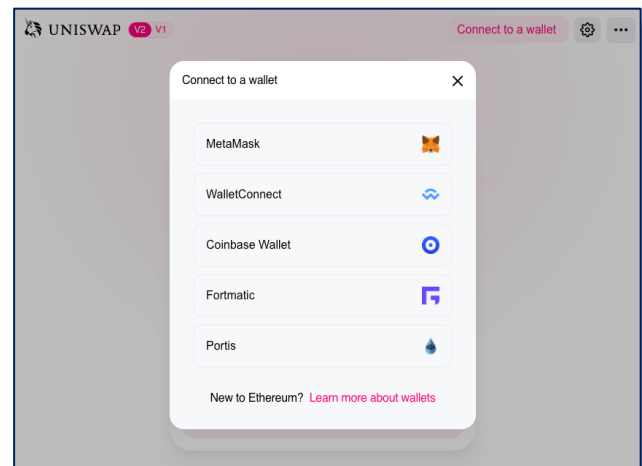 UNISWAP V2 V1 Connect to a wallet
Connect to a wallet
MetaMask
WalletConnect
Coinbase Wallet
Fortmatic
Portis
New to Ethereum? Learn more about wallets